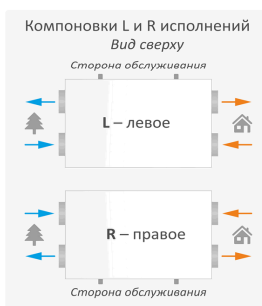 Компоновки L и R исполнений
Вид сверху
Сторона обслуживания
L – левое
R – правое
Сторона обслуживания